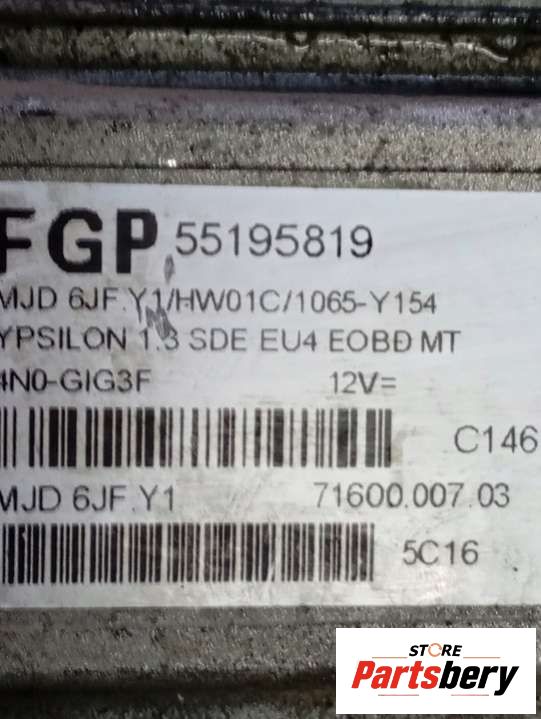 FGP 55195819
MJD 6JF.Y1/HW01C/1065-Y154
YPSILON 1.3 SDE EU4 EOBD MT
4N0-GIG3F 12V=
C146
MJD 6JF.Y1 71600.007.03
5C16
STORE
Partsbery